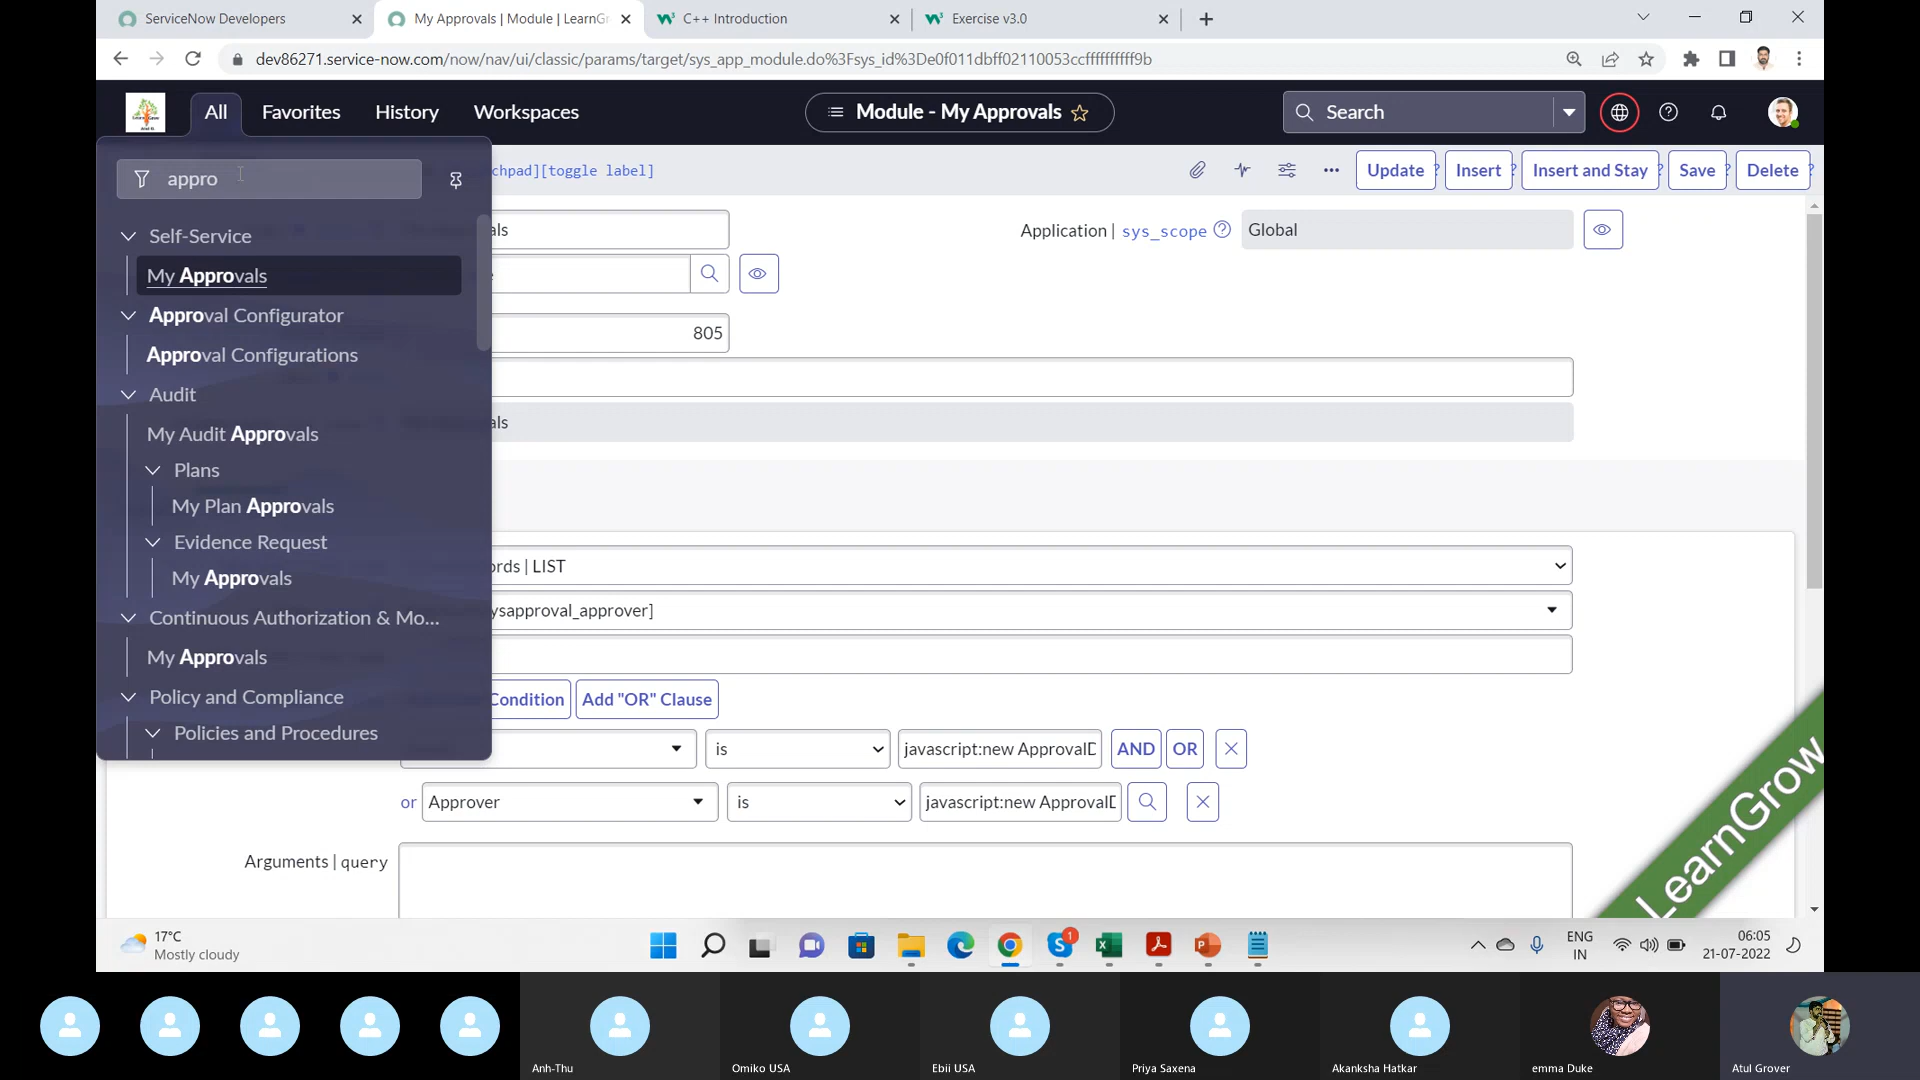 ServiceNow Developers
My Approvals | Module | LearnGr
C++ Introduction
Exercise v3.0
dev86271.service-now.com/now/nav/ui/classic/params/target/sys_app_module.do%3Fsys_id%3De0f011dbff02110053ccffffffffff9b
All
Favorites
History
Workspaces
Module - My Approvals
Search
appro
chpad][toggle label]
Update
?
Insert
?
Insert and Stay
?
Save
?
Delete
?
Self-Service
My Approvals
Approval Configurator
Approval Configurations
Audit
My Audit Approvals
Plans
My Plan Approvals
Evidence Request
My Approvals
Continuous Authorization & Mo...
My Approvals
Policy and Compliance
Policies and Procedures
als
Application | sys_scope
Global
805
als
ords | LIST
ysapproval_approver]
Condition
Add "OR" Clause
is
javascript:new ApprovalD
AND
OR
or
Approver
is
javascript:new ApprovalD
Arguments | query
LearnGrow
17°C
Mostly cloudy
1
ENG
IN
06:05
21-07-2022
Anh-Thu
Omiko USA
Ebii USA
Priya Saxena
Akanksha Hatkar
emma Duke
Atul Grover